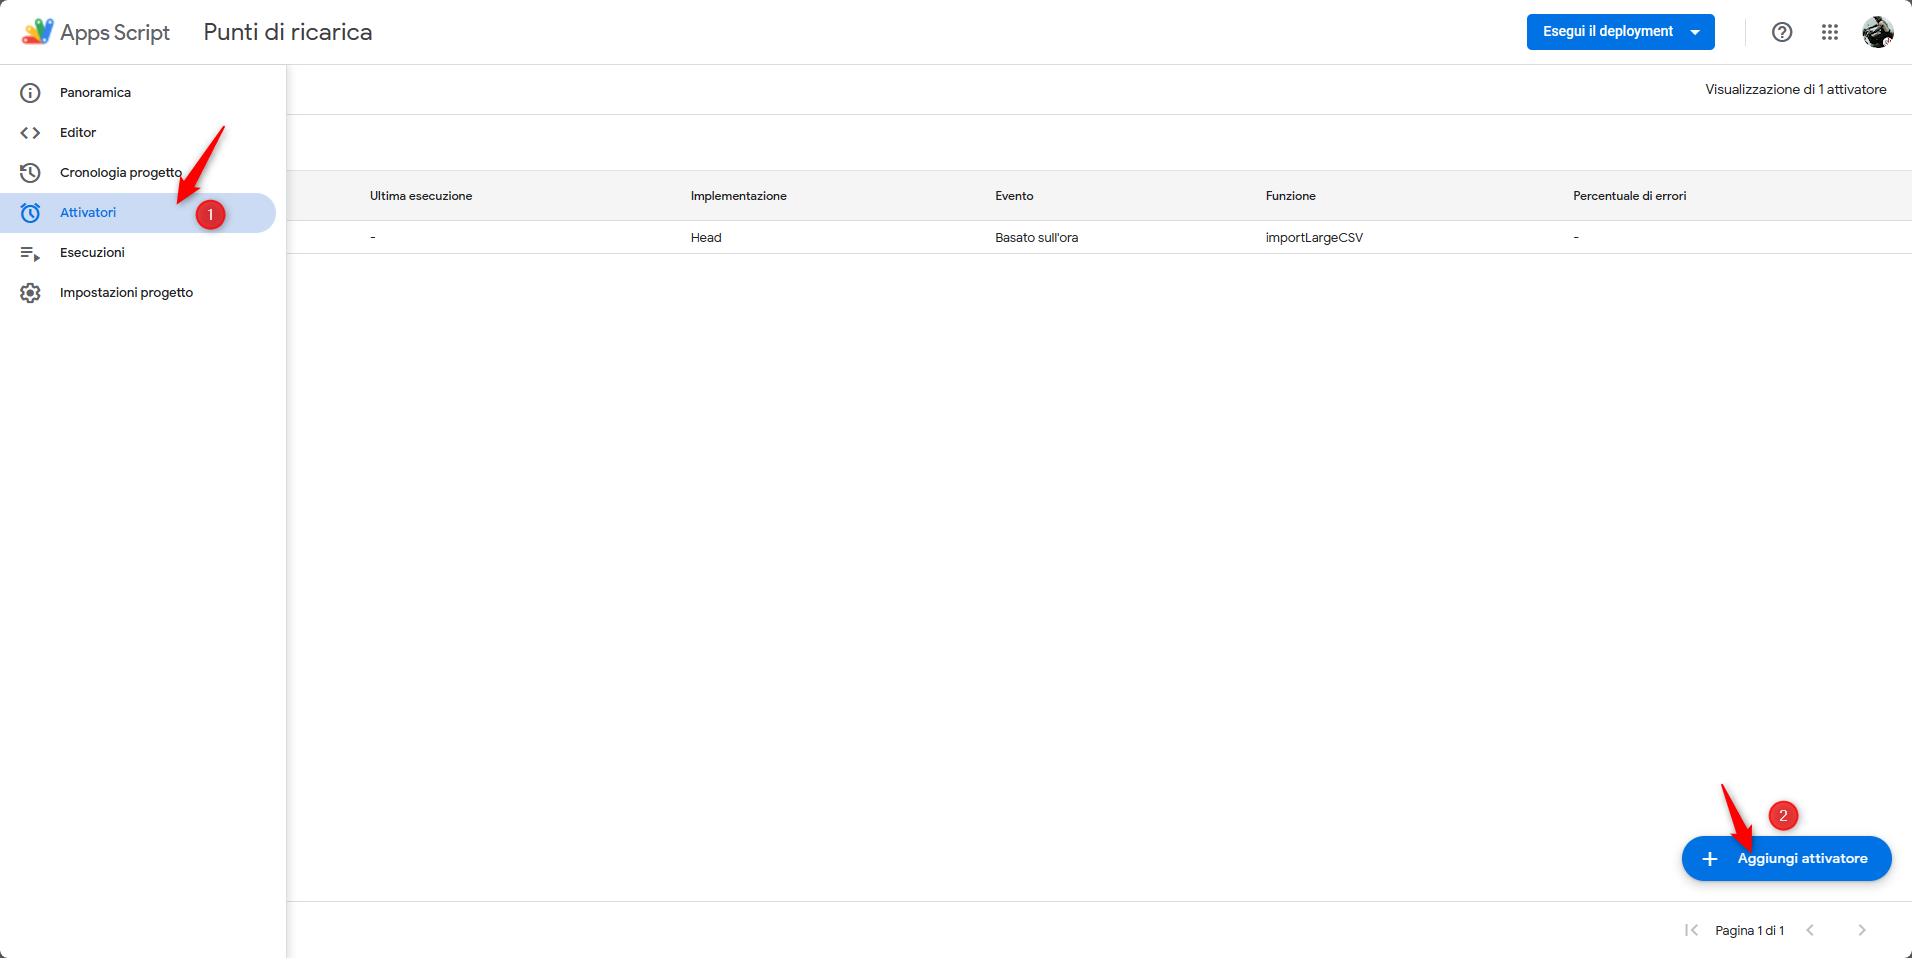 Apps Script
Punti di ricarica
Esegui il deployment
Panoramica
Visualizzazione di 1 attivatore
Editor
Cronologia progetto
Attivatori
1
Esecuzioni
Impostazioni progetto
Ultima esecuzione Implementazione Evento Funzione Percentuale di errori
- Head Basato sull'ora importLargeCSV -
2
Aggiungi attivatore
Pagina 1 di 1